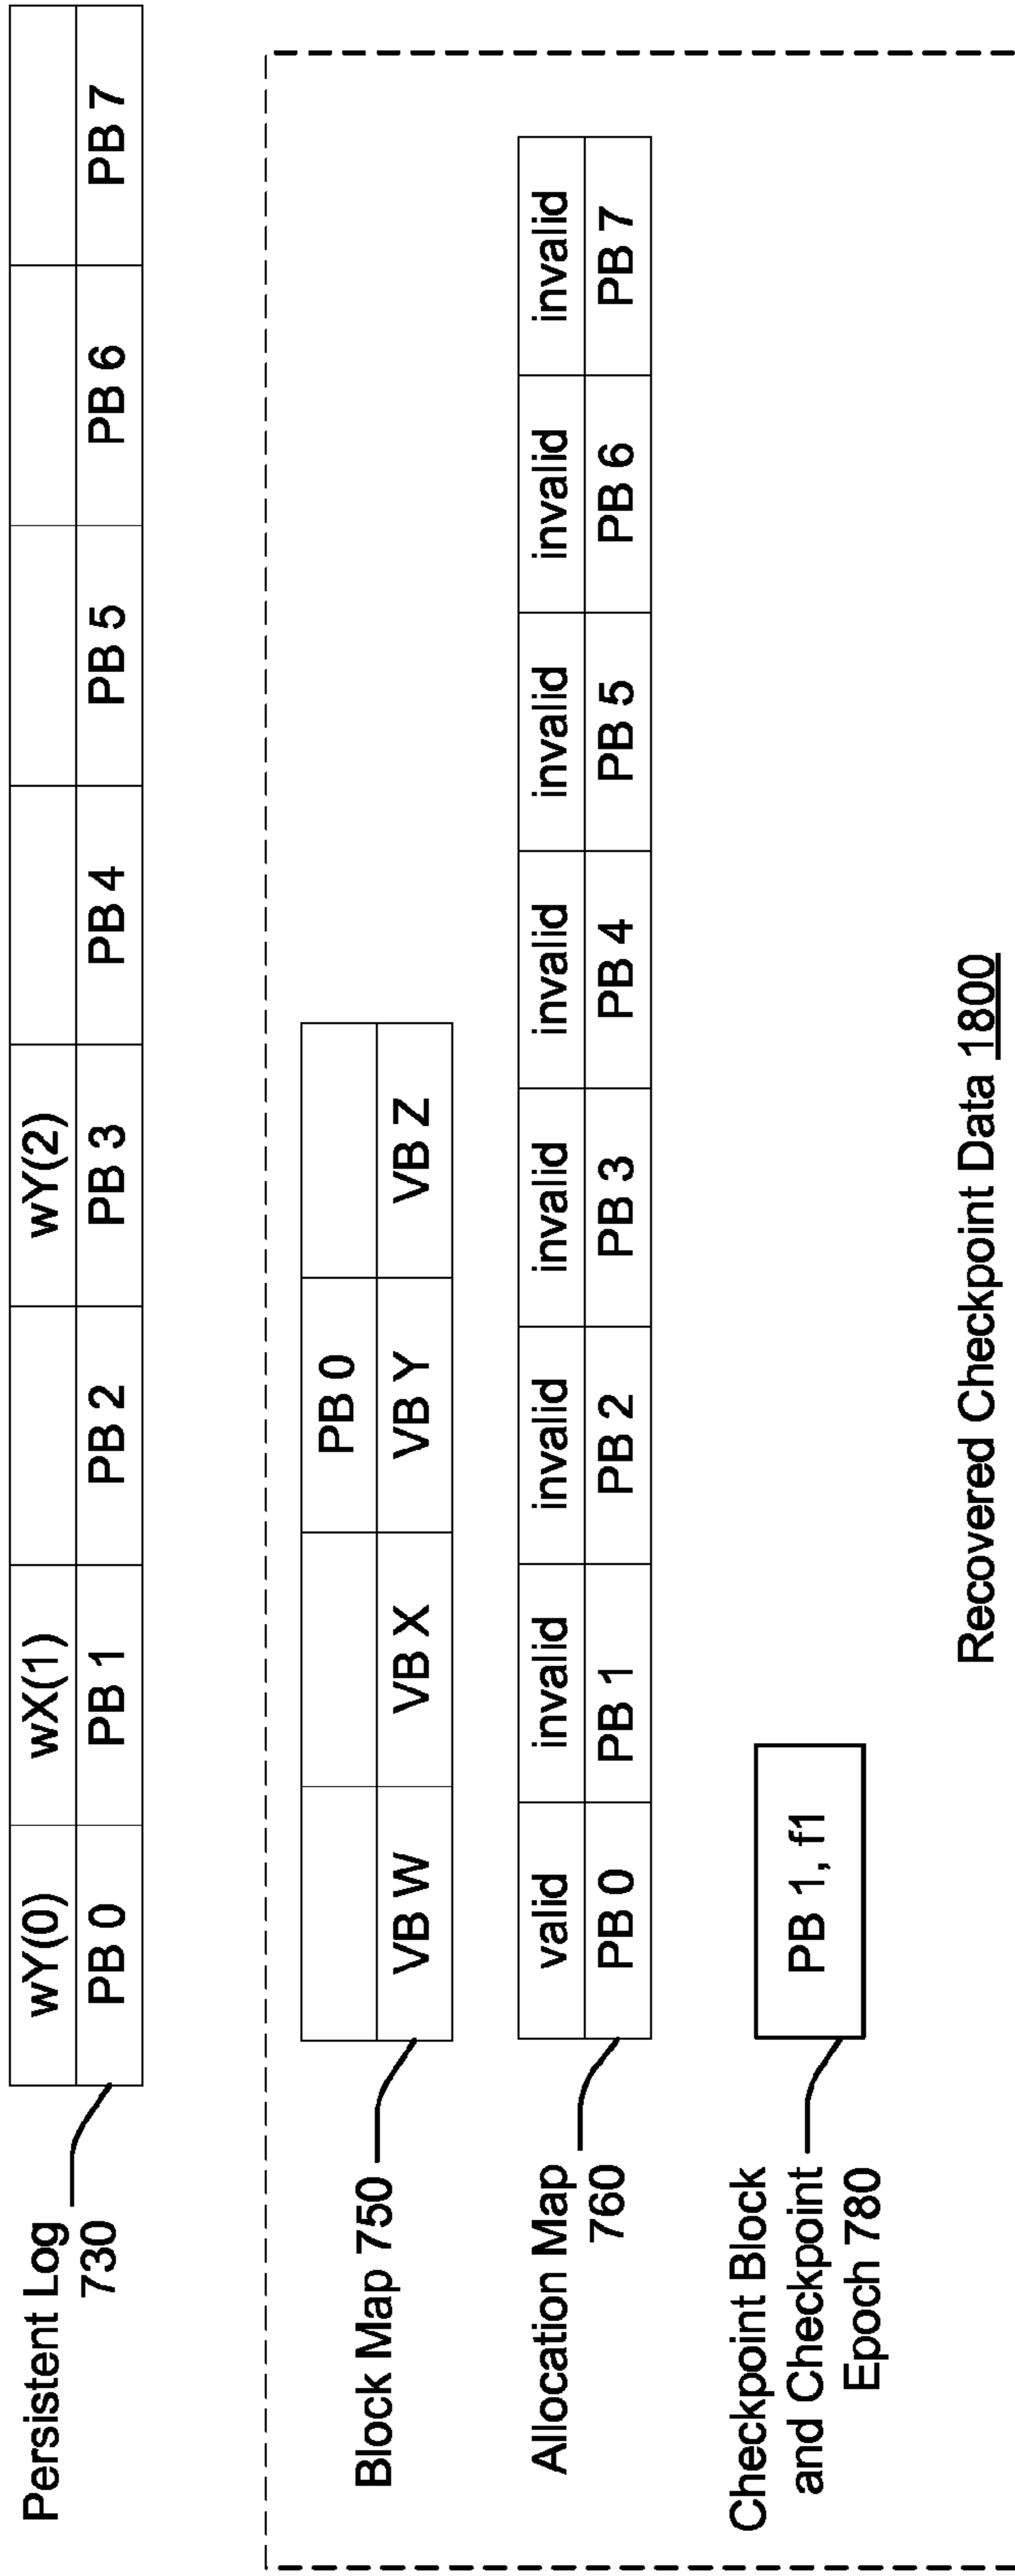 wY(0) wX(1) wY(2)
PB 0 PB 1 PB 2 PB 3 PB 4 PB 5 PB 6 PB 7
Persistent Log
730
PB 0
VB W VB X VB Y VB Z
Block Map 750
valid invalid invalid invalid invalid invalid invalid invalid
PB 0 PB 1 PB 2 PB 3 PB 4 PB 5 PB 6 PB 7
Allocation Map
760
PB 1, f1
Checkpoint Block
and Checkpoint
Epoch 780
Recovered Checkpoint Data 1800